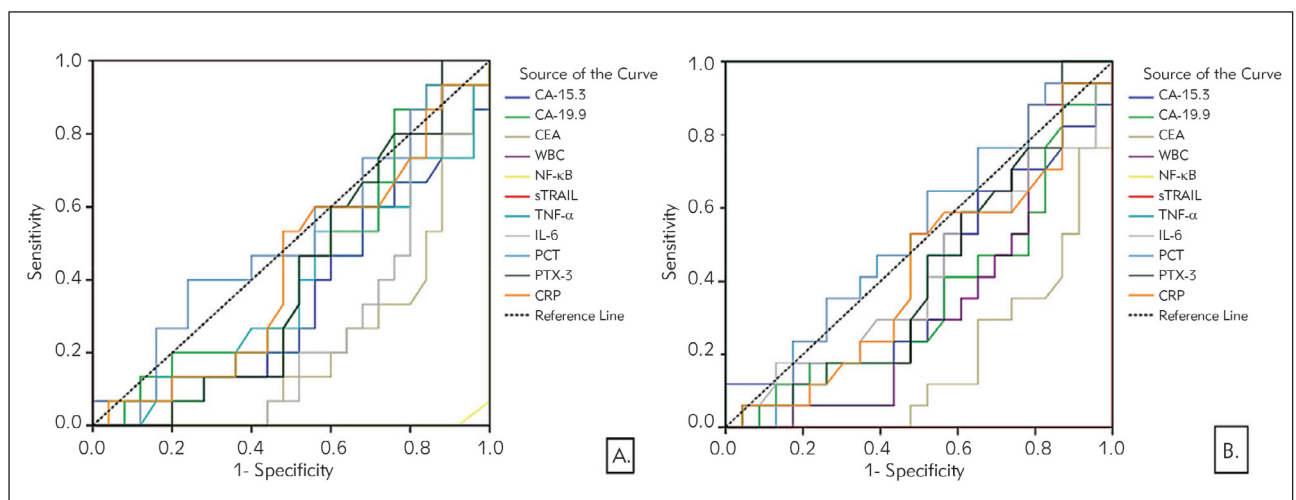 1.0
0.8
0.6
0.4
0.2
0.0
Sensitivity
0.0 0.2 0.4 0.6 0.8 1.0
1- Specificity
Source of the Curve
CA-15.3
CA-19.9
CEA
WBC
NF-κB
sTRAIL
TNF-α
IL-6
PCT
PTX-3
CRP
Reference Line
A.
1.0
0.8
0.6
0.4
0.2
0.0
Sensitivity
0.0 0.2 0.4 0.6 0.8 1.0
1- Specificity
Source of the Curve
CA-15.3
CA-19.9
CEA
WBC
NF-κB
sTRAIL
TNF-α
IL-6
PCT
PTX-3
CRP
Reference Line
B.